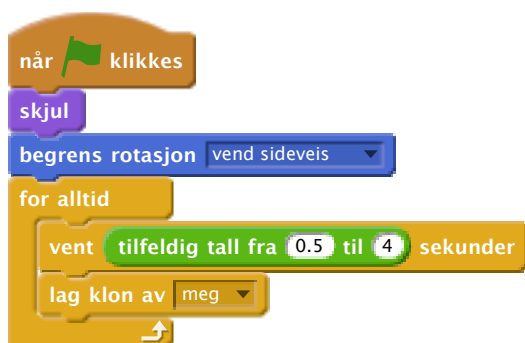 når klikkes
skjul
begrens rotasjon vend sideveis
for alltid
vent tilfeldig tall fra 0.5 til 4 sekunder
lag klon av meg